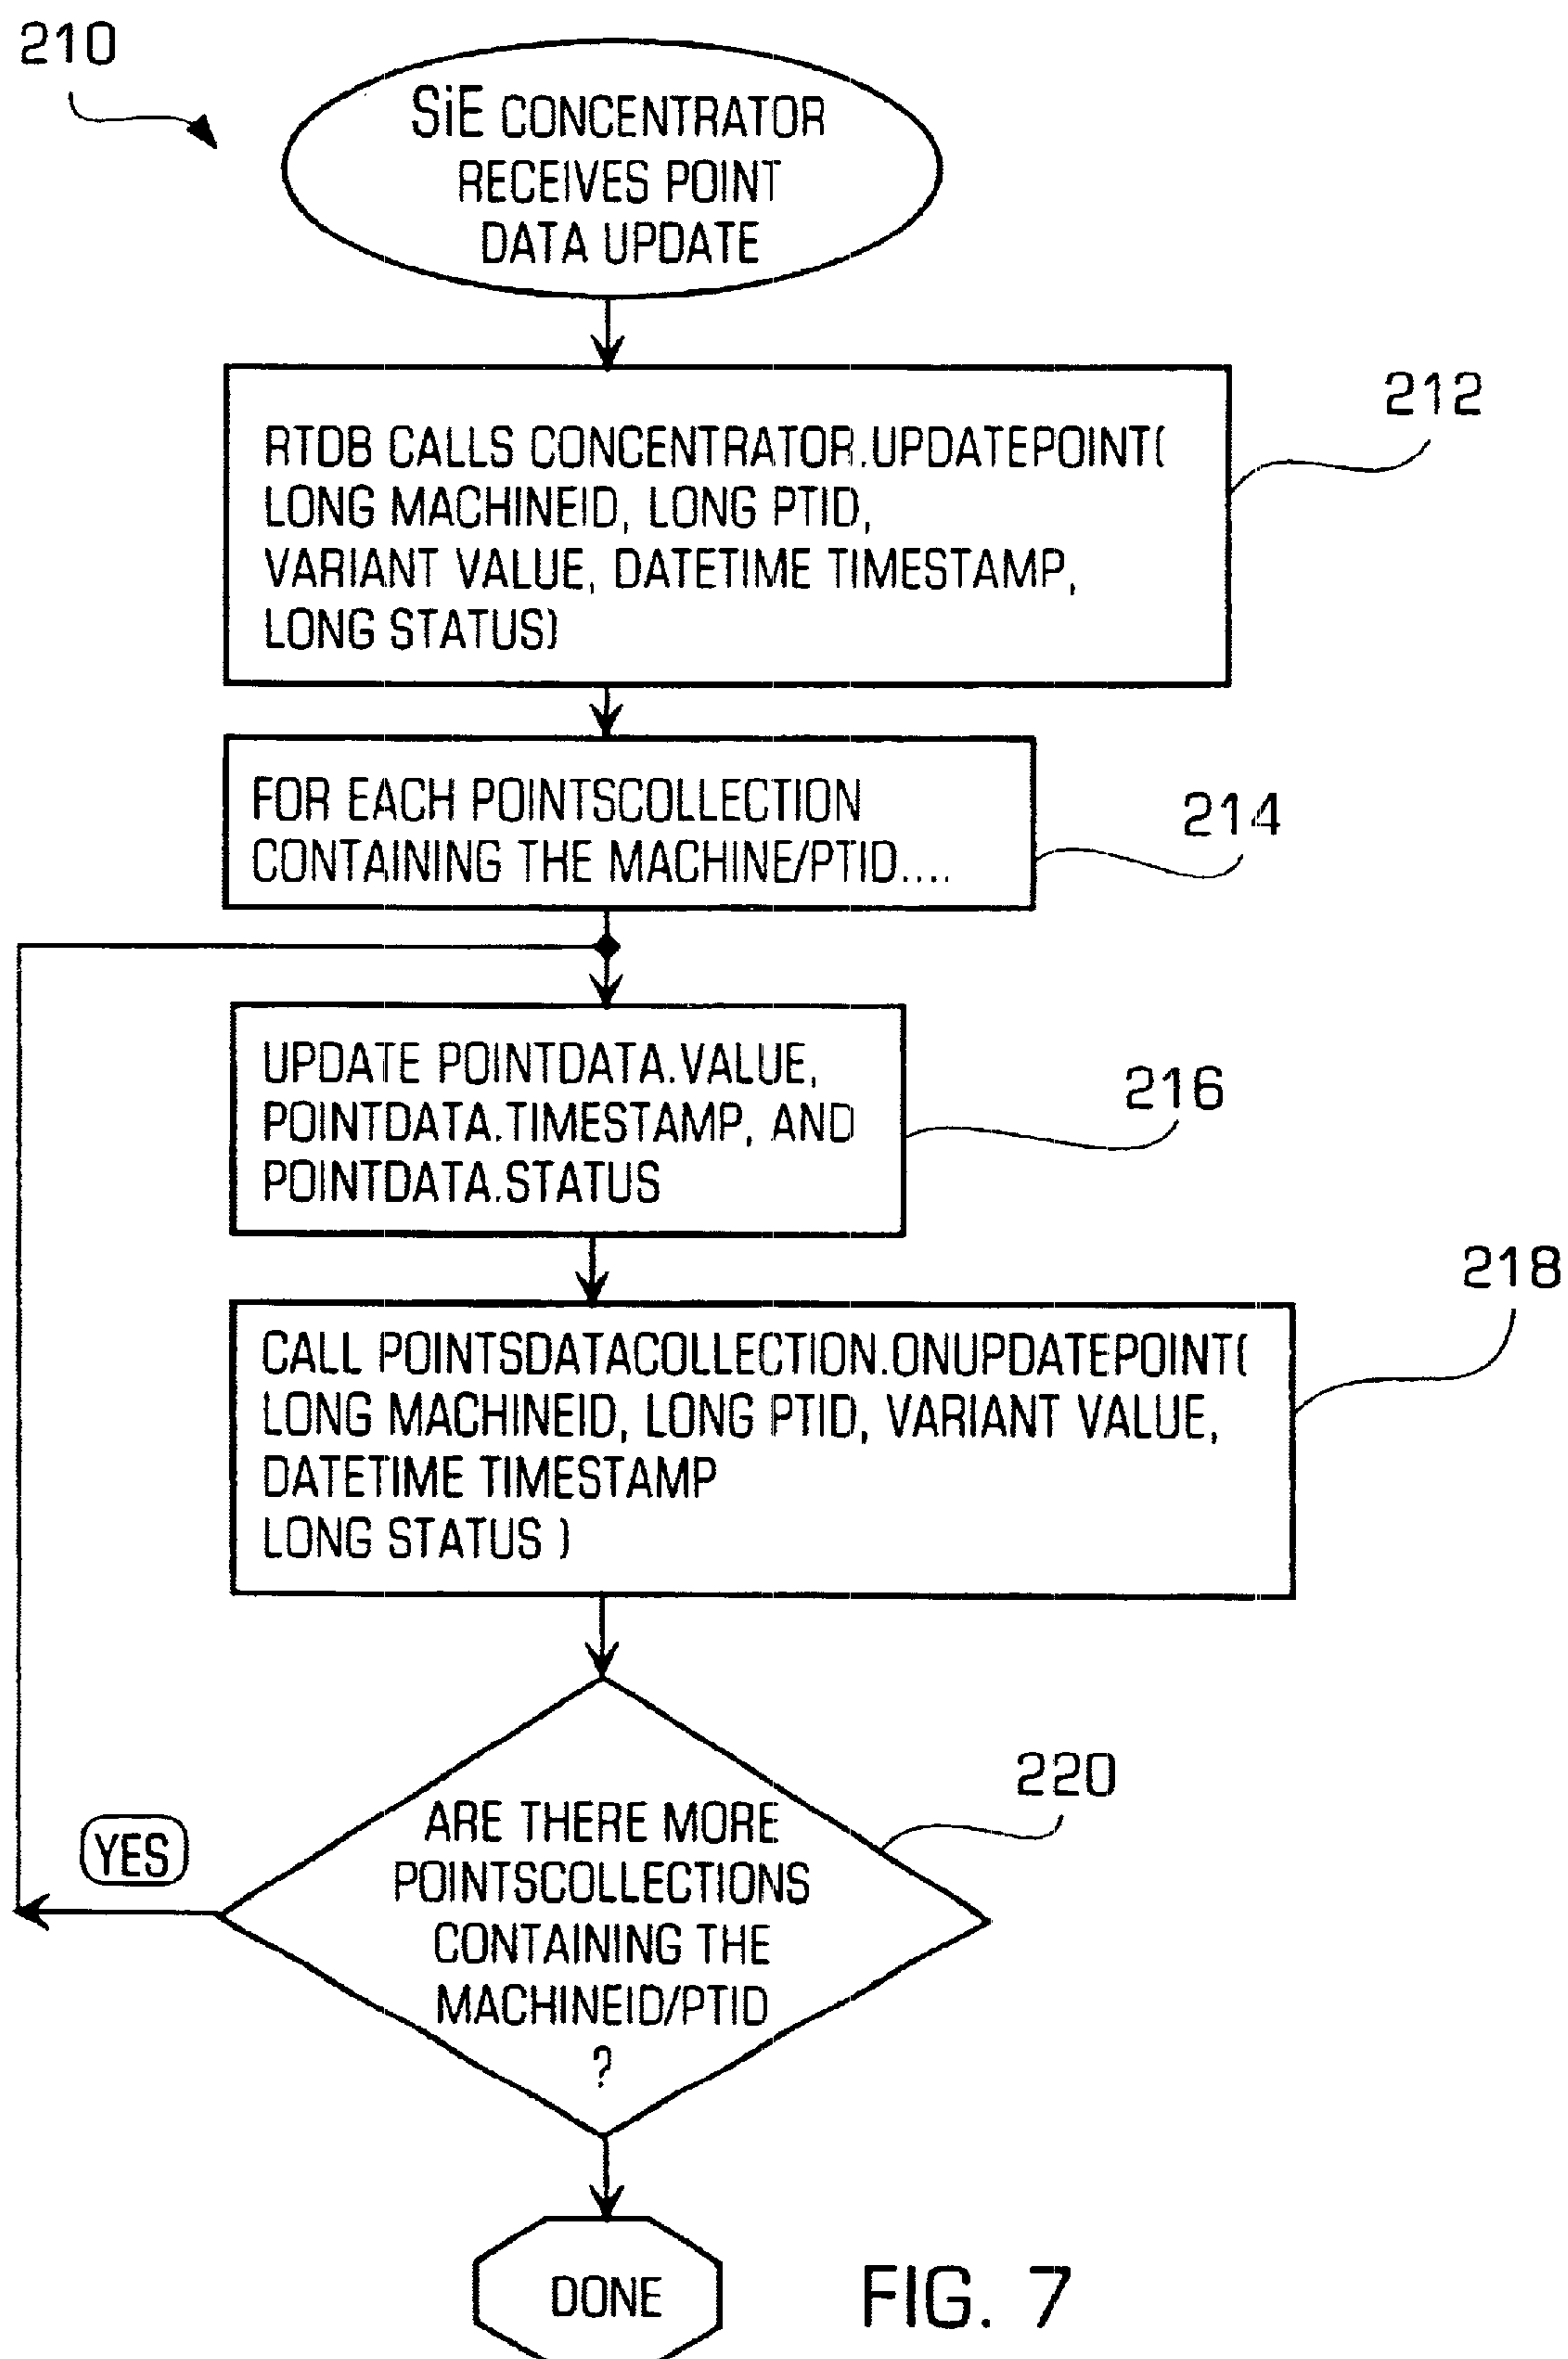 210
SiE CONCENTRATOR
RECEIVES POINT
DATA UPDATE
RTDB CALLS CONCENTRATOR.UPDATEPOINT(
LONG MACHINEID, LONG PTID,
VARIANT VALUE, DATETIME TIMESTAMP,
LONG STATUS)
212
FOR EACH POINTSCOLLECTION
CONTAINING THE MACHINE/PTID....
214
UPDATE POINTDATA.VALUE,
POINTDATA.TIMESTAMP, AND
POINTDATA.STATUS
216
CALL POINTSDATACOLLECTION.ONUPDATEPOINT(
LONG MACHINEID, LONG PTID, VARIANT VALUE,
DATETIME TIMESTAMP
LONG STATUS )
218
ARE THERE MORE
POINTSCOLLECTIONS
CONTAINING THE
MACHINEID/PTID
?
220
YES
DONE
FIG. 7